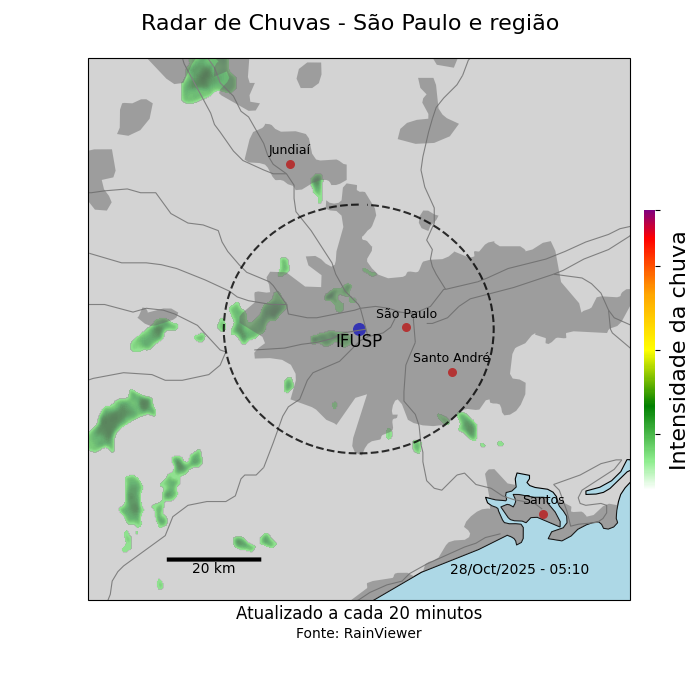 Radar de Chuvas - São Paulo e região
Jundiaí
São Paulo
IFUSP
Santo André
Santos
20 km
28/Oct/2025 - 05:10
Intensidade da chuva
Atualizado a cada 20 minutos
Fonte: RainViewer